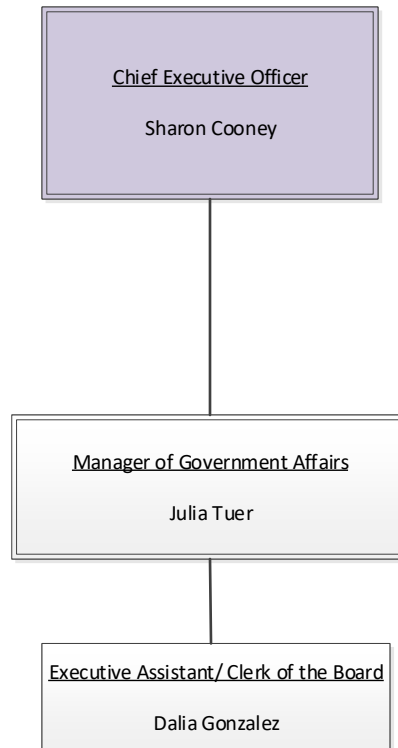 Chief Executive Officer
Sharon Cooney
Manager of Government Affairs
Julia Tuer
Executive Assistant/ Clerk of the Board
Dalia Gonzalez